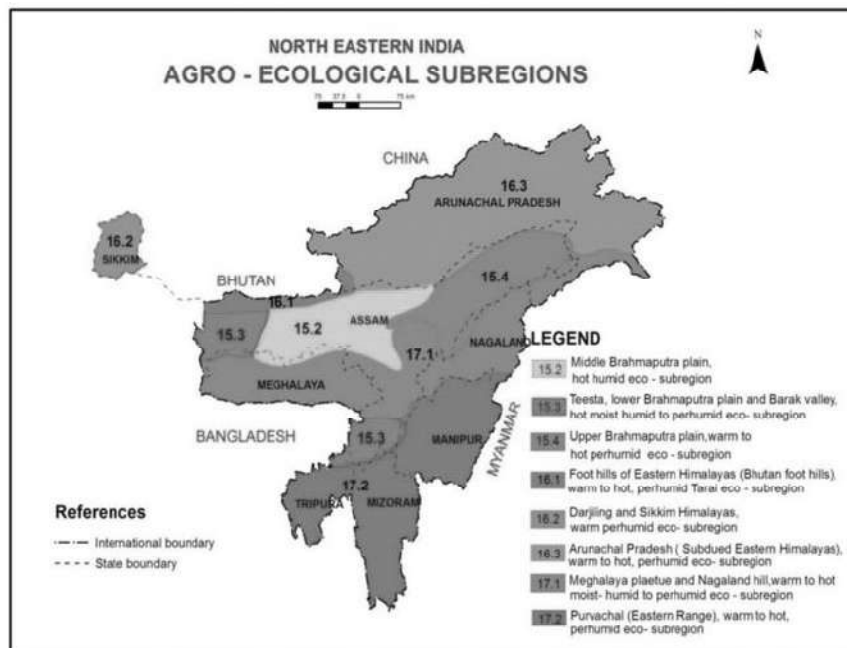 NORTH EASTERN INDIA
AGRO - ECOLOGICAL SUBREGIONS
N
75 37.5 0 75 km
CHINA
16.3
ARUNACHAL PRADESH
16.2
SIKKIM
BHUTAN
16.1
15.4
15.3
15.2
ASSAM
17.1
NAGALAND
MEGHALAYA
BANGLADESH
15.3
MANIPUR
MYANMAR
17.2
TRIPURA
MIZORAM
LEGEND
15.2 Middle Brahmaputra plain,
hot humid eco - subregion
15.3 Teesta, lower Brahmaputra plain and Barak valley,
hot moist humid to perhumid eco- subregion
15.4 Upper Brahmaputra plain,warm to
hot perhumid eco - subregion
16.1 Foot hills of Eastern Himalayas (Bhutan foot hills)
warm to hot, perhumid Tarai eco - subregion
16.2 Darjiling and Sikkim Himalayas,
warm perhumid eco- subregion
16.3 Arunachal Pradesh ( Subdued Eastern Himalayas),
warm to hot, perhumid eco- subregion
17.1 Meghalaya plaetue and Nagaland hill,warm to hot
moist- humid to perhumid eco - subregion
17.2 Purvachal (Eastern Range), warm to hot,
perhumid eco- subregion
References
International boundary
State boundary